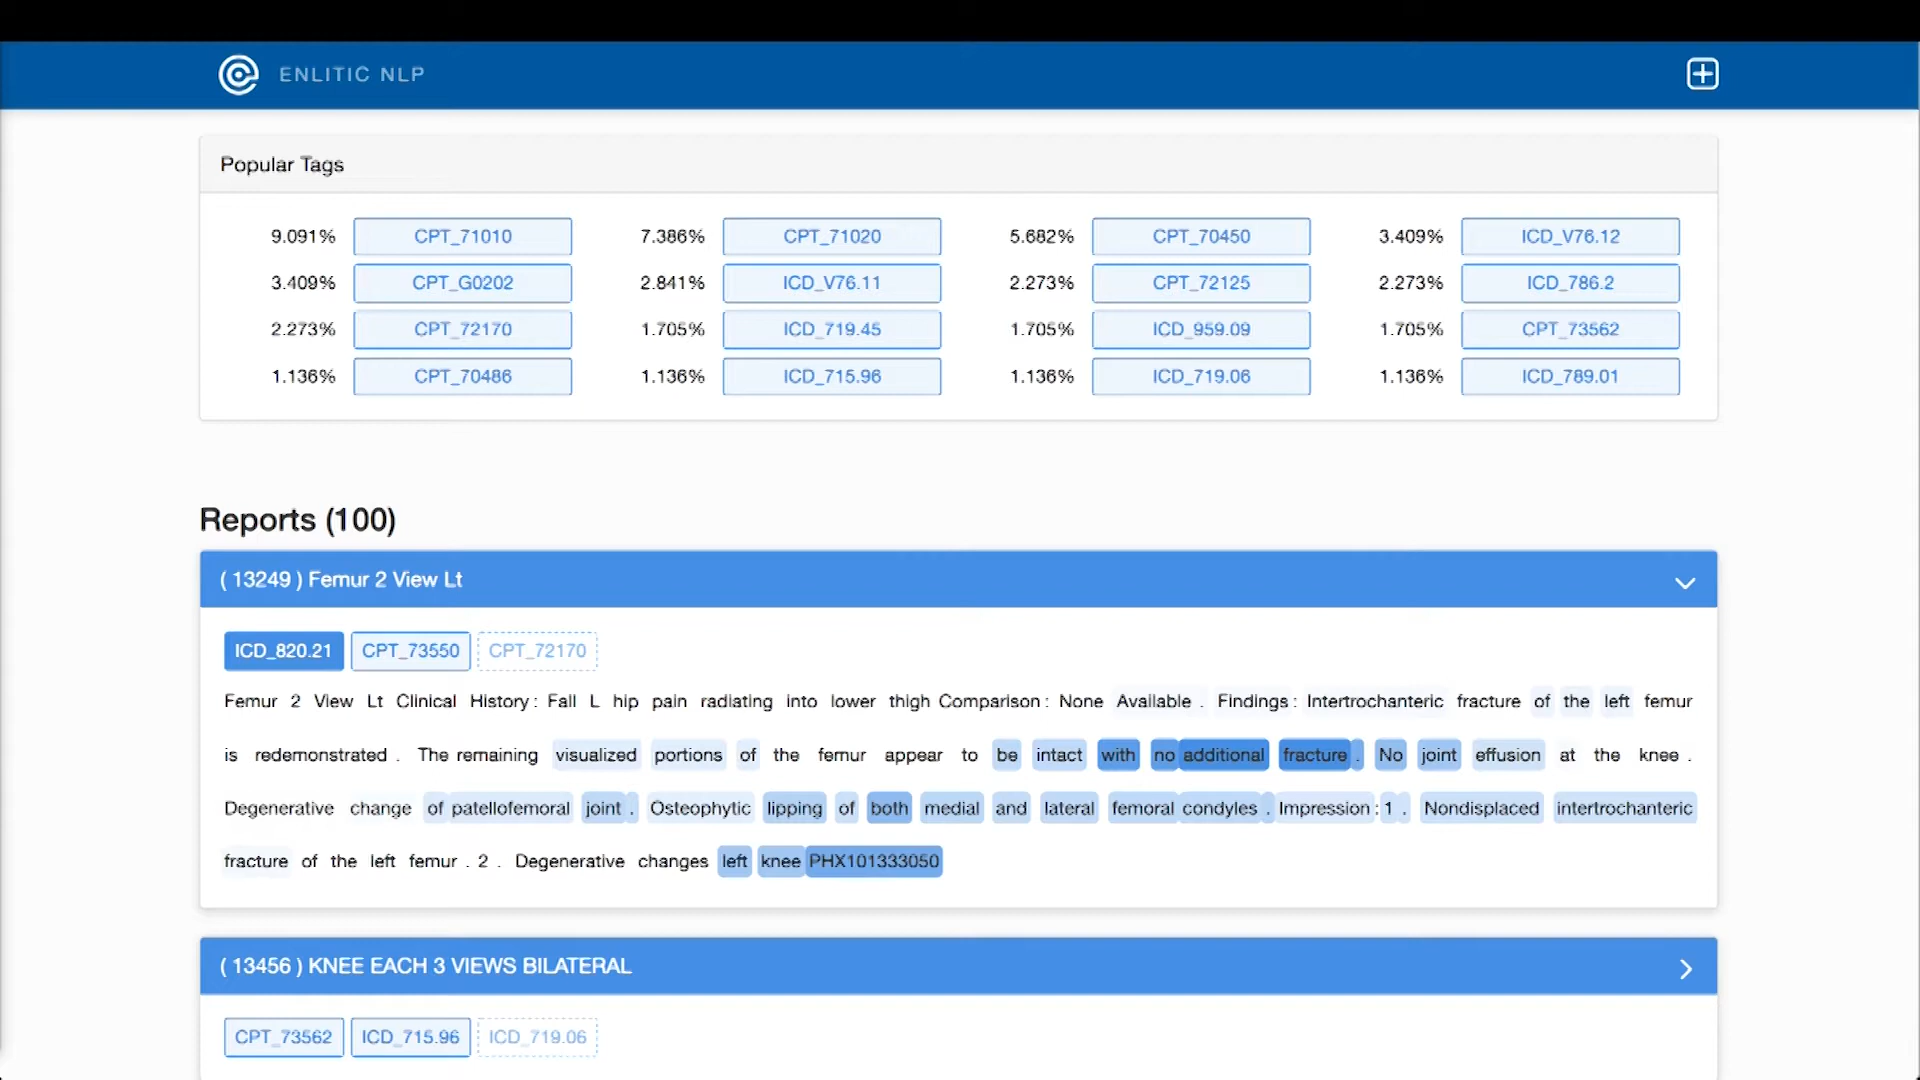 ENLITIC NLP
Popular Tags
9.091% CPT_71010 7.386% CPT_71020 5.682% CPT_70450 3.409% ICD_V76.12
3.409% CPT_G0202 2.841% ICD_V76.11 2.273% CPT_72125 2.273% ICD_786.2
2.273% CPT_72170 1.705% ICD_719.45 1.705% ICD_959.09 1.705% CPT_73562
1.136% CPT_70486 1.136% ICD_715.96 1.136% ICD_719.06 1.136% ICD_789.01
Reports (100)
( 13249 ) Femur 2 View Lt
ICD_820.21 CPT_73550 CPT_72170
Femur 2 View Lt Clinical History : Fall L hip pain radiating into lower thigh Comparison : None Available . Findings : Intertrochanteric fracture of the left femur
is redemonstrated . The remaining visualized portions of the femur appear to be intact with no additional fracture . No joint effusion at the knee .
Degenerative change of patellofemoral joint . Osteophytic lipping of both medial and lateral femoral condyles . Impression : 1 . Nondisplaced intertrochanteric
fracture of the left femur . 2 . Degenerative changes left knee PHX101333050
( 13456 ) KNEE EACH 3 VIEWS BILATERAL
CPT_73562 ICD_715.96 ICD_719.06